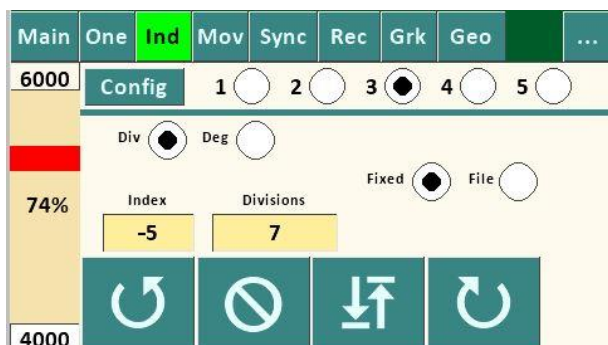 Main One Ind Mov Sync Rec Grk Geo ...
6000 Config 1 2 3 4 5
Div Deg
Fixed File
74% Index Divisions
-5 7
4000